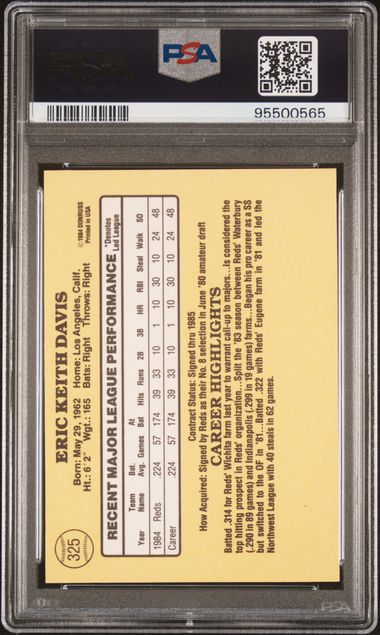 PSA
95500565
325
ERIC KEITH DAVIS
© 1984 DONRUSS
Printed in USA
Born: May 29, 1962 Home: Los Angeles, Calif.
Ht.: 6' 2" Wgt.: 165 Bats: Right Throws: Right
RECENT MAJOR LEAGUE PERFORMANCE
*Denotes
Led League
Year Team Name Bat. Avg. Games At Bat Hits Runs 2B 3B HR RBI Steal Walk SO
1984 Reds .224 57 174 39 33 10 1 10 30 10 24 48
Career .224 57 174 39 33 10 1 10 30 10 24 48
Contract Status: Signed thru 1985
How Acquired: Signed by Reds as their No. 8 selection in June '80 amateur draft
CAREER HIGHLIGHTS
Batted .314 for Reds' Wichita farm last year to warrant call-up to majors...Is considered the
top hitting prospect in Reds' organization...Split the '83 season between Reds' Waterbury
(.290 in 89 games) and Indianapolis (.299 in 19 games) farms...Began his pro career as a SS
but switched to the OF in '81...Batted .322 with Reds' Eugene farm in '81 and led the
Northwest League with 40 steals in 62 games.